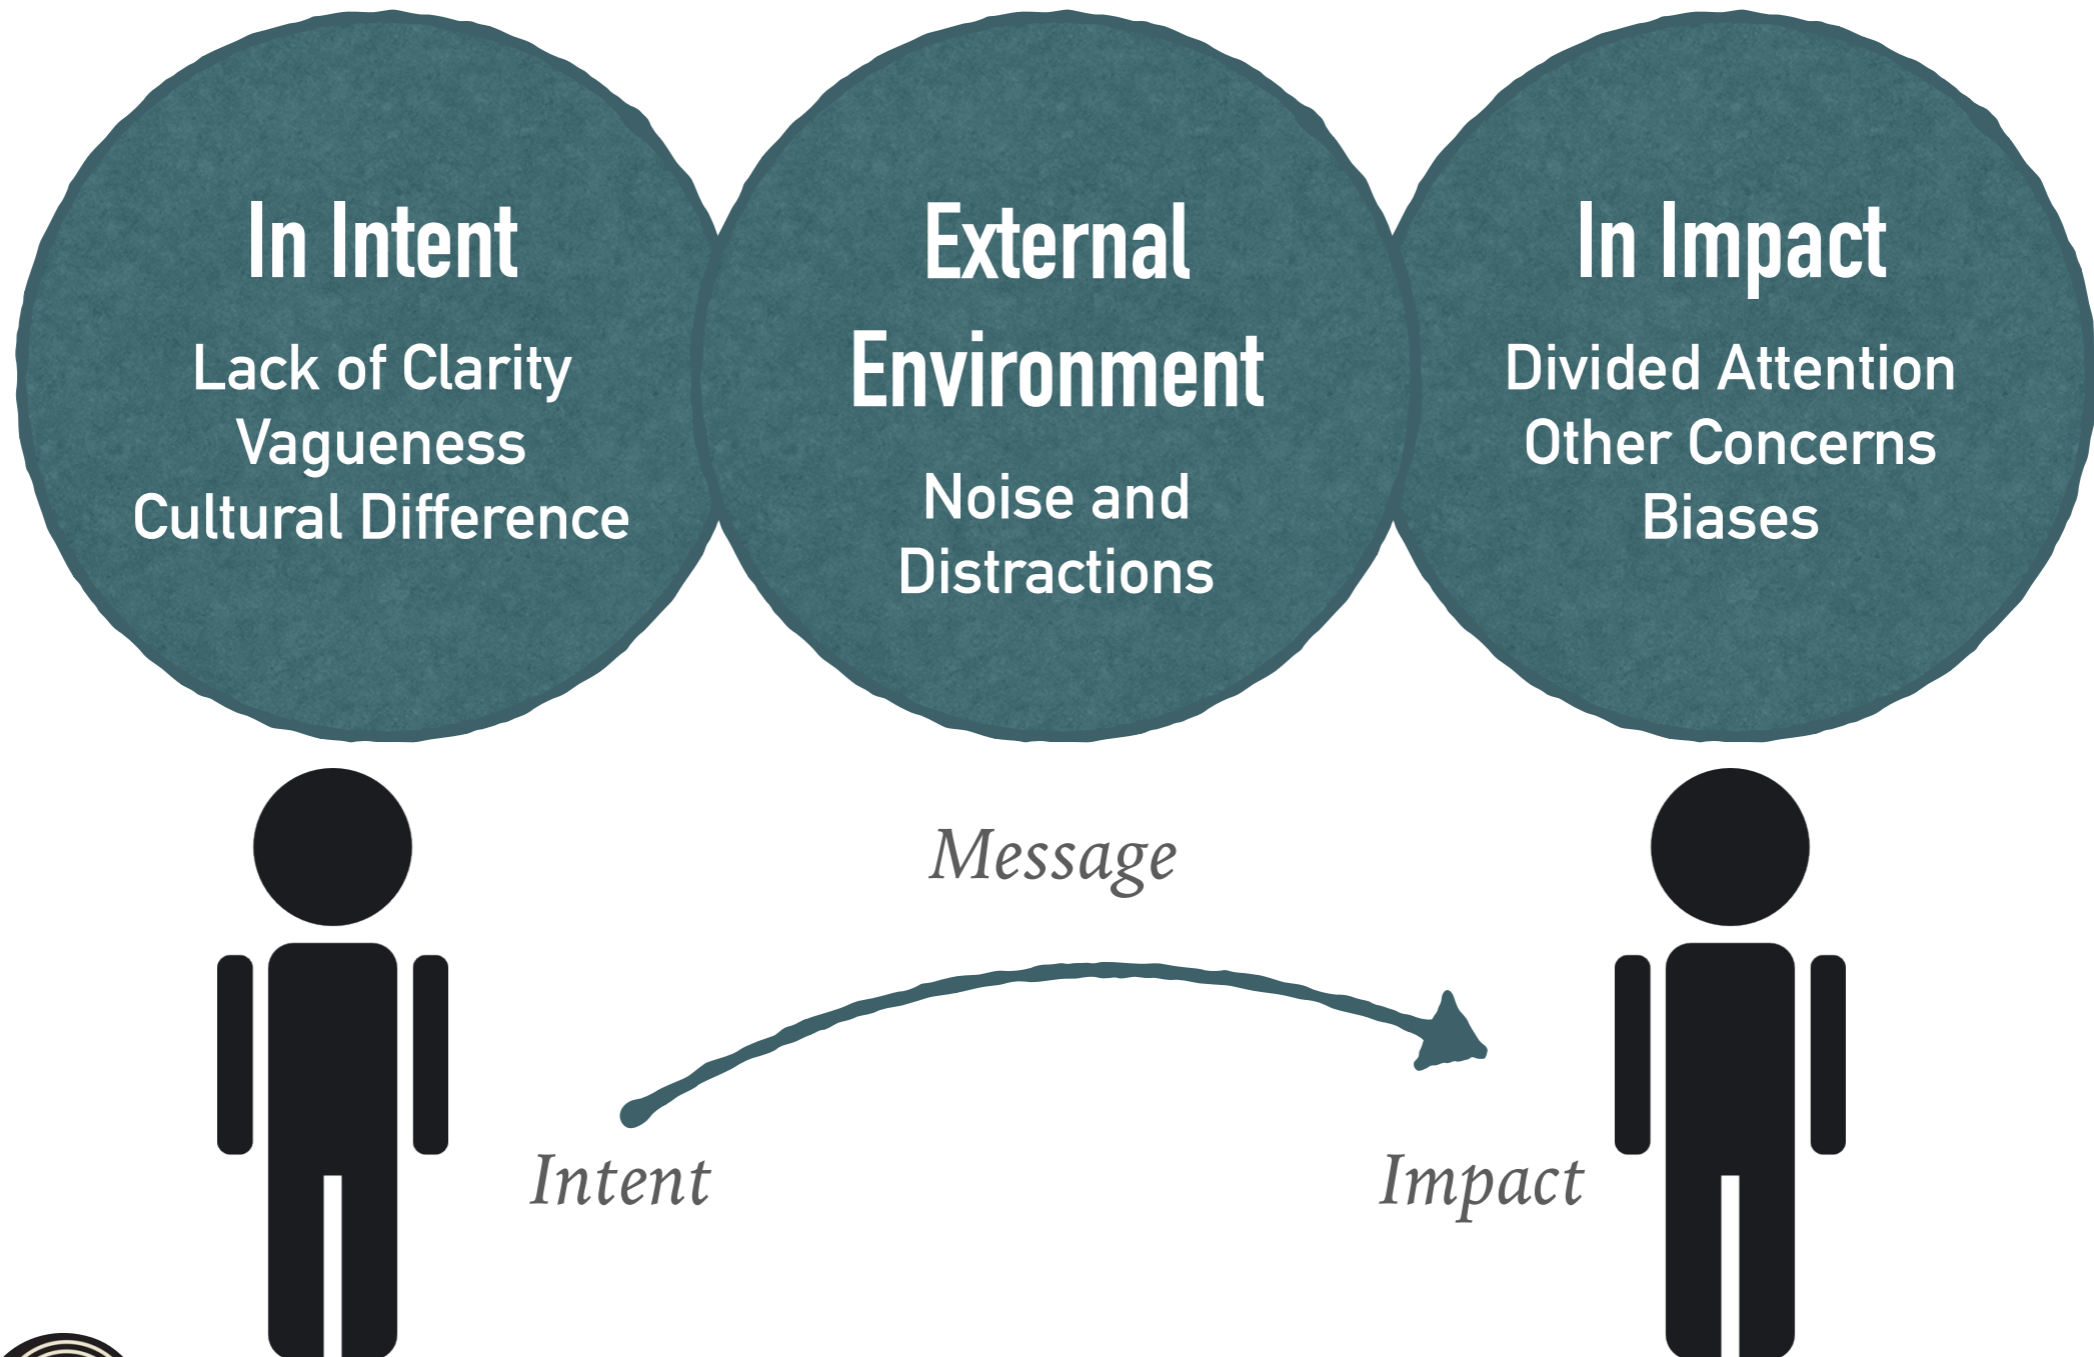 In Intent
Lack of Clarity
Vagueness
Cultural Difference
External
Environment
Noise and
Distractions
In Impact
Divided Attention
Other Concerns
Biases
Message
Intent
Impact